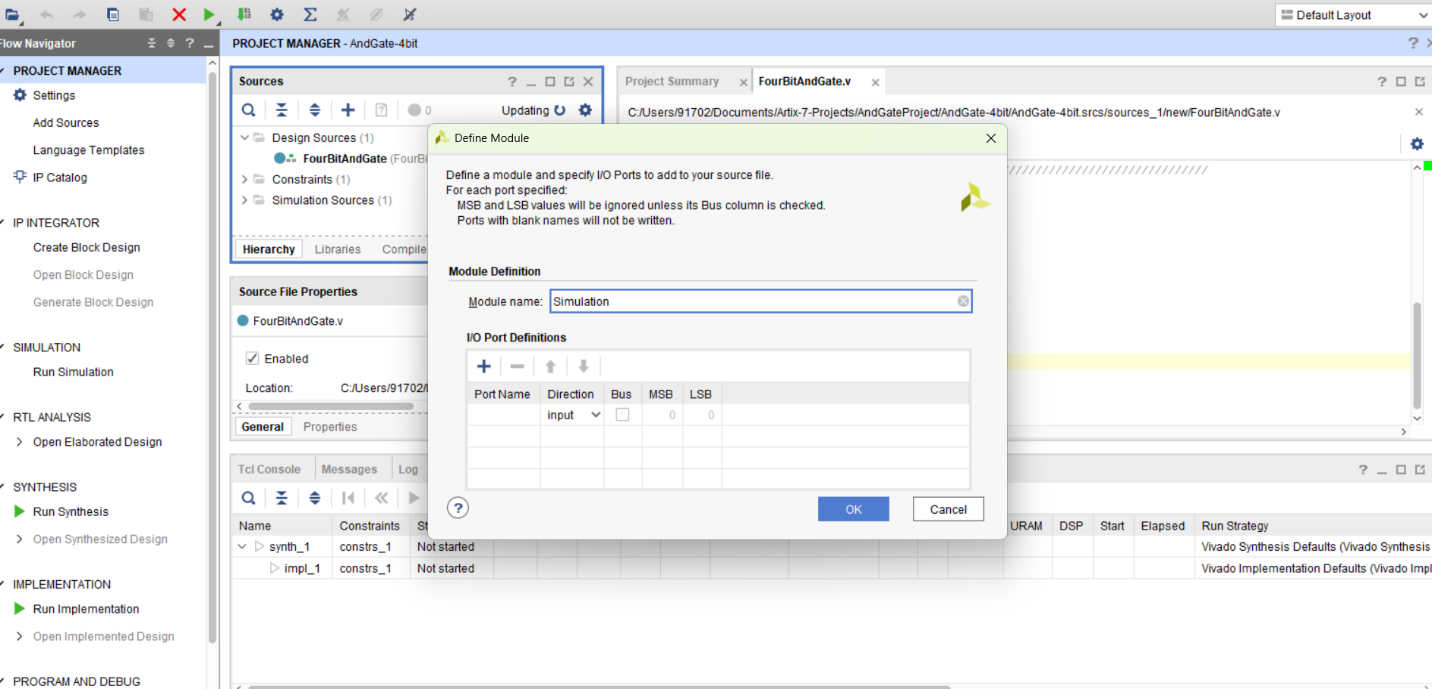 Default Layout
Flow Navigator
PROJECT MANAGER - AndGate-4bit
PROJECT MANAGER
Settings
Add Sources
Language Templates
IP Catalog
IP INTEGRATOR
Create Block Design
Open Block Design
Generate Block Design
SIMULATION
Run Simulation
RTL ANALYSIS
Open Elaborated Design
SYNTHESIS
Run Synthesis
Open Synthesized Design
IMPLEMENTATION
Run Implementation
Open Implemented Design
PROGRAM AND DEBUG
Sources
0
Updating
Design Sources (1)
FourBitAndGate (FourBi
Constraints (1)
Simulation Sources (1)
Hierarchy Libraries Compile
Source File Properties
FourBitAndGate.v
Enabled
Location: C:/Users/91702/
General Properties
Project Summary FourBitAndGate.v
C:/Users/91702/Documents/Artix-7-Projects/AndGateProject/AndGate-4bit/AndGate-4bit.srcs/sources_1/new/FourBitAndGate.v
//////////////////////////////////
Define Module
Define a module and specify I/O Ports to add to your source file.
For each port specified:
MSB and LSB values will be ignored unless its Bus column is checked.
Ports with blank names will not be written.
Module Definition
Module name: Simulation
I/O Port Definitions
Port Name Direction Bus MSB LSB
input 0 0
? OK Cancel
Tcl Console Messages Log
Name Constraints St URAM DSP Start Elapsed Run Strategy
synth_1 constrs_1 Not started Vivado Synthesis Defaults (Vivado Synthesis
impl_1 constrs_1 Not started Vivado Implementation Defaults (Vivado Impl